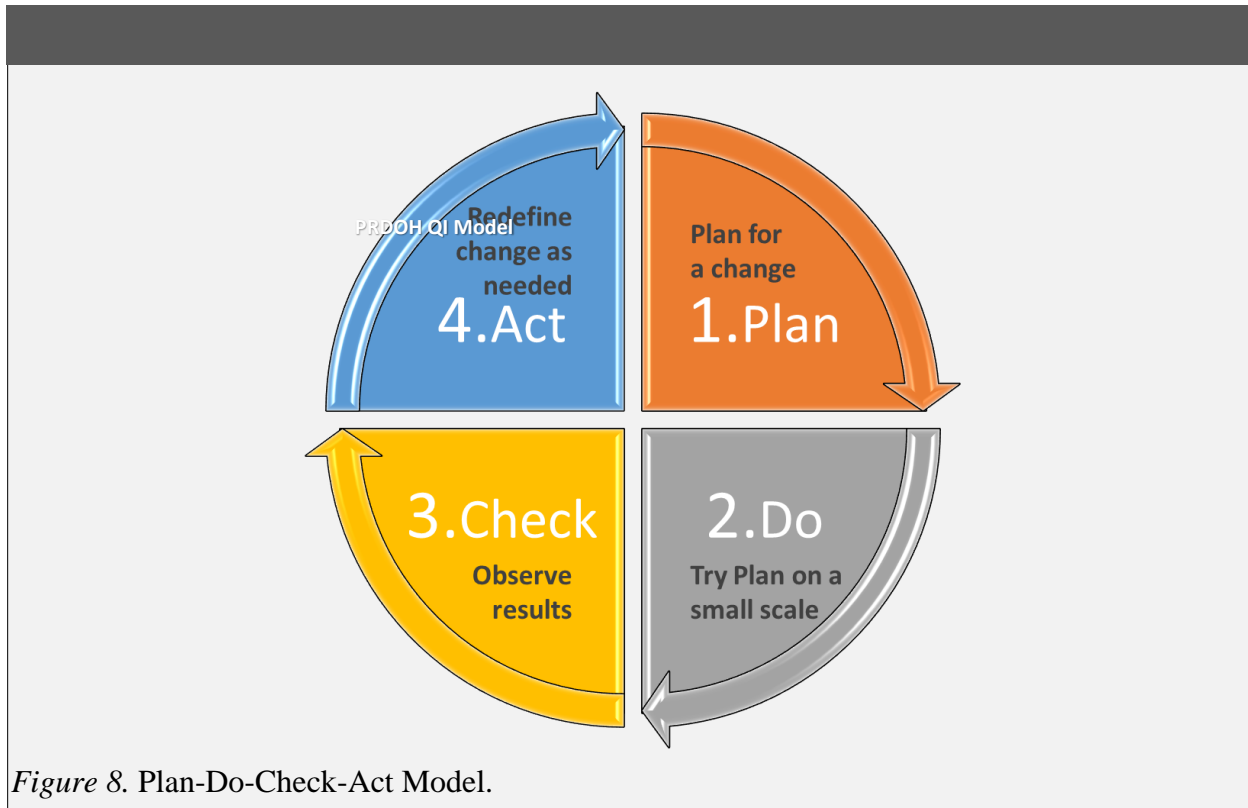 PRDOH QI Model
Redefine
change as
needed
4.Act
Plan for
a change
1.Plan
3.Check
Observe
results
2.Do
Try Plan on a
small scale
Figure 8. Plan-Do-Check-Act Model.